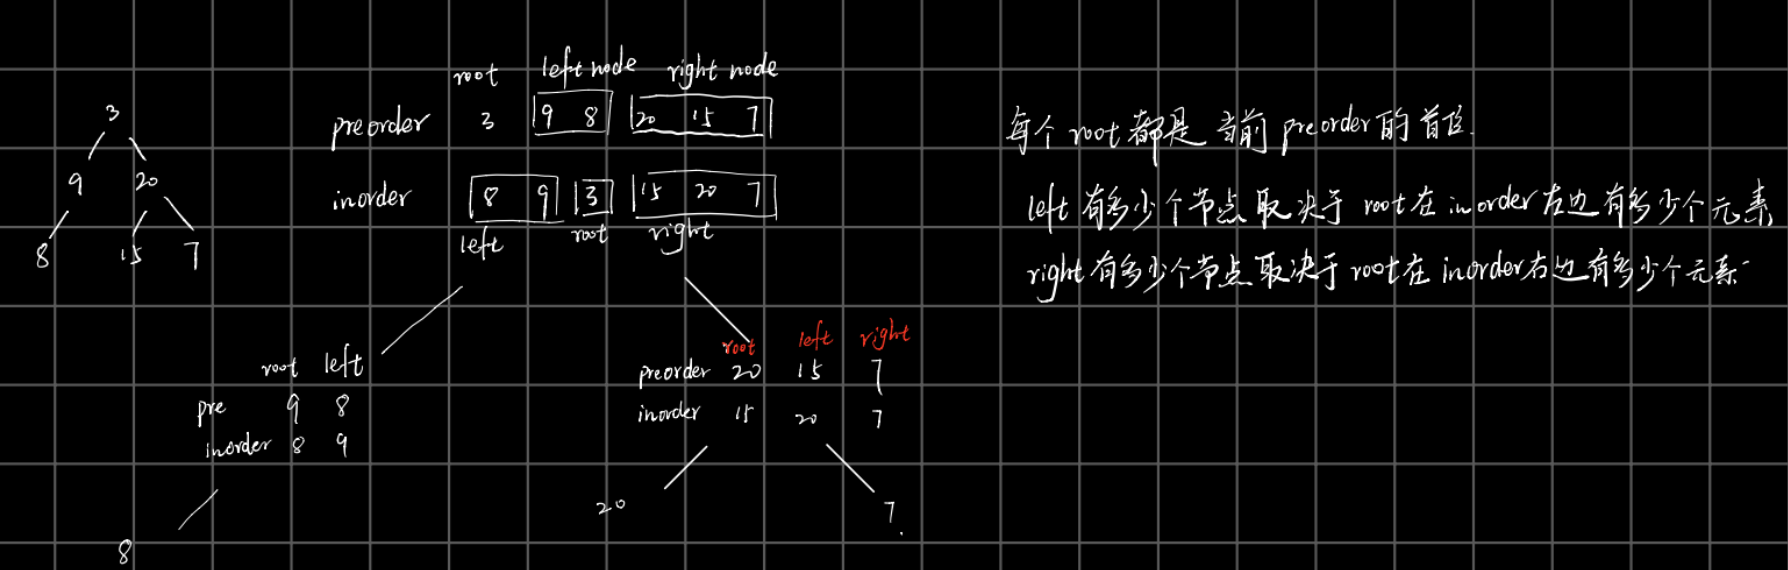 root left node right node
preorder 3 9 8 20 15 7
inorder 8 9 3 15 20 7
left root right
3
9 20
8 15 7
每个 root 都是 当前 preorder 的 首位.
left 有多少个节点 取决于 root 在 inorder 左边 有多少个元素
right 有多少个节点 取决于 root 在 inorder 右边 有多少个元素
root left
pre 9 8
inorder 8 9
8
root left right
preorder 20 15 7
inorder 15 20 7
20 7